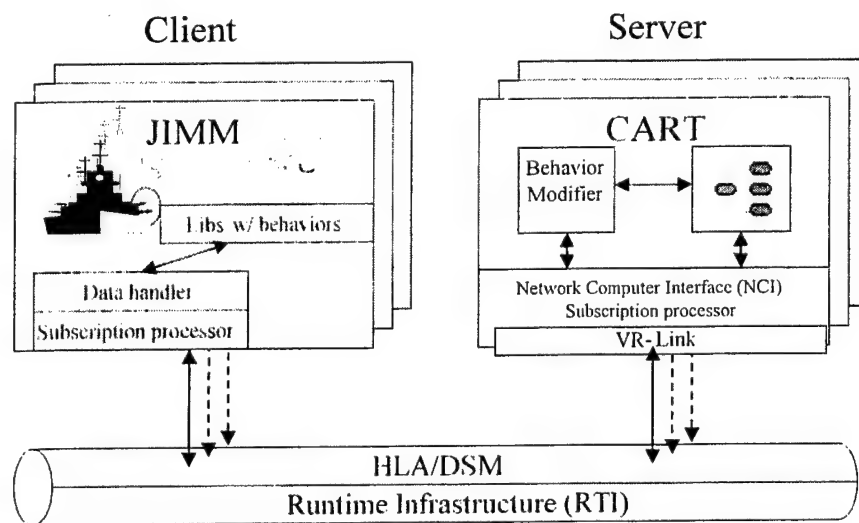 Client
Server
JIMM
CART
Behavior
Modifier
Libs w/ behaviors
Data handler
Subscription processor
Network Computer Interface (NCI)
Subscription processor
VR-Link
HLA/DSM
Runtime Infrastructure (RTI)